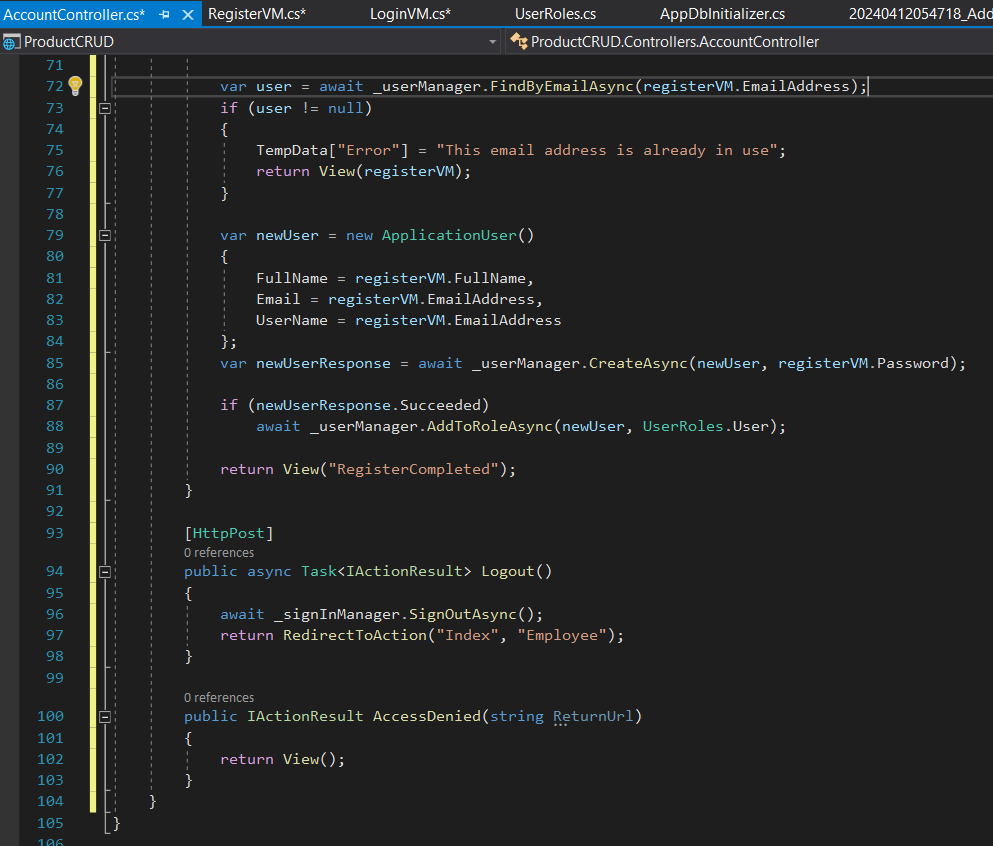 AccountController.cs* RegisterVM.cs* LoginVM.cs* UserRoles.cs AppDbInitializer.cs 20240412054718_Add
ProductCRUD ProductCRUD.Controllers.AccountController
71
72 var user = await _userManager.FindByEmailAsync(registerVM.EmailAddress);
73 if (user != null)
74 {
75 TempData["Error"] = "This email address is already in use";
76 return View(registerVM);
77 }
78
79 var newUser = new ApplicationUser()
80 {
81 FullName = registerVM.FullName,
82 Email = registerVM.EmailAddress,
83 UserName = registerVM.EmailAddress
84 };
85 var newUserResponse = await _userManager.CreateAsync(newUser, registerVM.Password);
86
87 if (newUserResponse.Succeeded)
88 await _userManager.AddToRoleAsync(newUser, UserRoles.User);
89
90 return View("RegisterCompleted");
91 }
92
93 [HttpPost]
0 references
94 public async Task<IActionResult> Logout()
95 {
96 await _signInManager.SignOutAsync();
97 return RedirectToAction("Index", "Employee");
98 }
99
0 references
100 public IActionResult AccessDenied(string ReturnUrl)
101 {
102 return View();
103 }
104 }
105 }
106